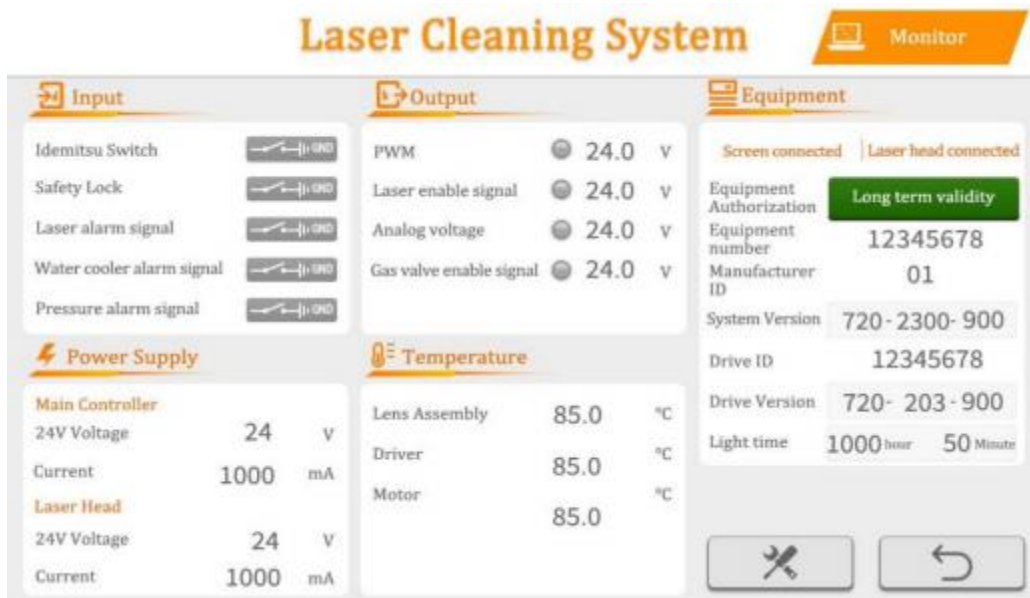 Laser Cleaning System
Monitor
Input
Idemitsu Switch GND
Safety Lock GND
Laser alarm signal GND
Water cooler alarm signal GND
Pressure alarm signal GND
Output
PWM 24.0 V
Laser enable signal 24.0 V
Analog voltage 24.0 V
Gas valve enable signal 24.0 V
Equipment
Screen connected Laser head connected
Equipment
Authorization Long term validity
Equipment
number 12345678
Manufacturer
ID 01
System Version 720-2300-900
Drive ID 12345678
Drive Version 720- 203-900
Light time 1000 hour 50 Minute
Power Supply
Main Controller
24V Voltage 24 V
Current 1000 mA
Laser Head
24V Voltage 24 V
Current 1000 mA
Temperature
Lens Assembly 85.0 °C
Driver 85.0 °C
Motor 85.0 °C